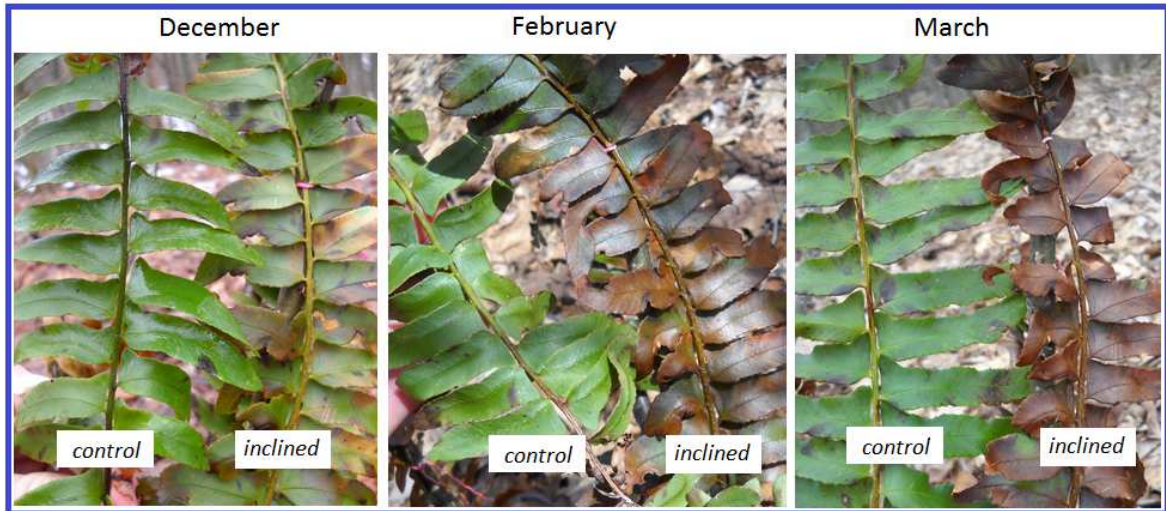 December
February
March
control
inclined
control
inclined
control
inclined